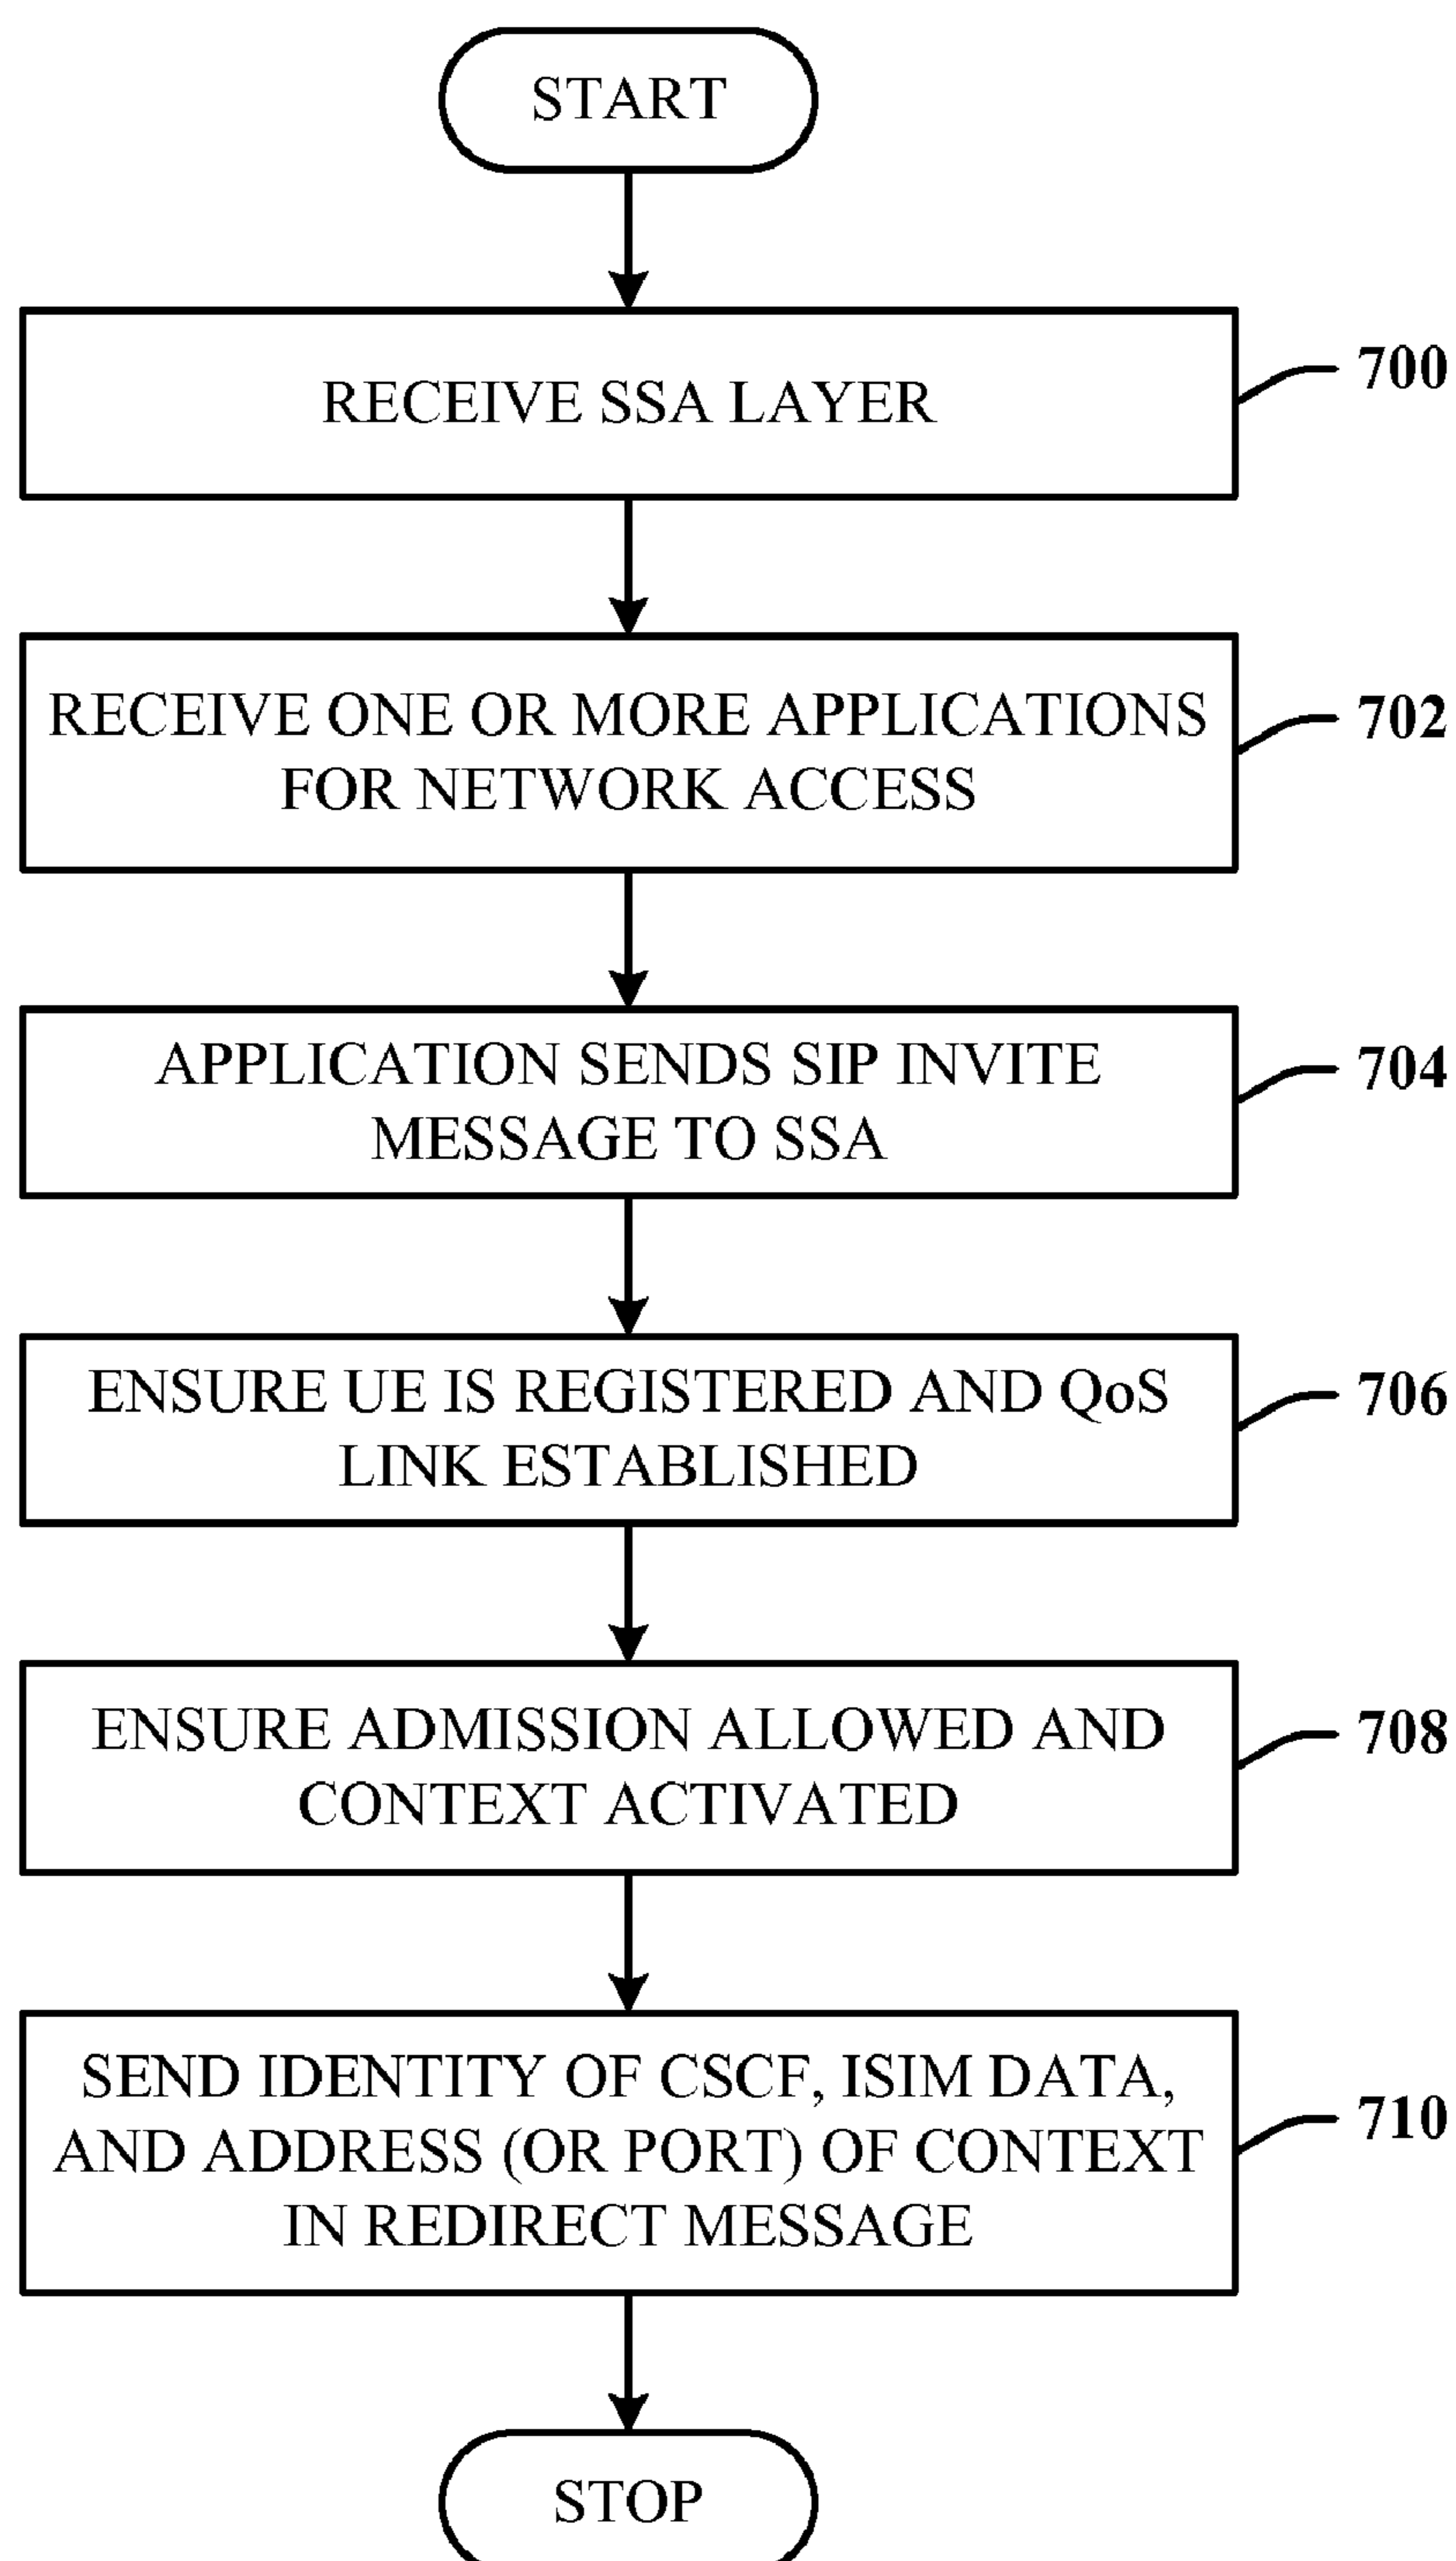 START
RECEIVE SSA LAYER
700
RECEIVE ONE OR MORE APPLICATIONS
FOR NETWORK ACCESS
702
APPLICATION SENDS SIP INVITE
MESSAGE TO SSA
704
ENSURE UE IS REGISTERED AND QoS
LINK ESTABLISHED
706
ENSURE ADMISSION ALLOWED AND
CONTEXT ACTIVATED
708
SEND IDENTITY OF CSCF, ISIM DATA,
AND ADDRESS (OR PORT) OF CONTEXT
IN REDIRECT MESSAGE
710
STOP